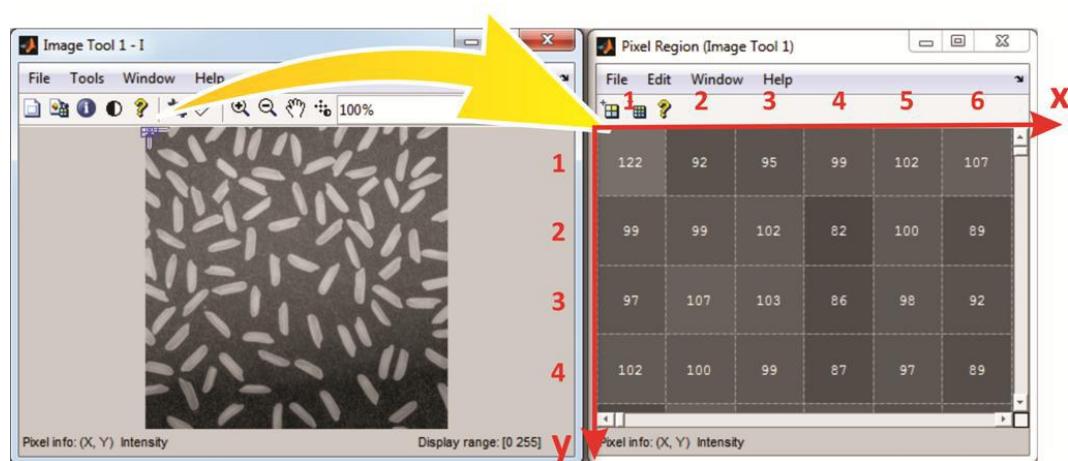 Image Tool 1 - I
File Tools Window Help
100%
Pixel info: (X, Y) Intensity
Display range: [0 255]
Pixel Region (Image Tool 1)
File Edit Window Help
1 2 3 4 5 6 x
1 122 92 95 99 102 107
2 99 99 102 82 100 89
3 97 107 103 86 98 92
4 102 100 99 87 97 89
y
Pixel info: (X, Y) Intensity